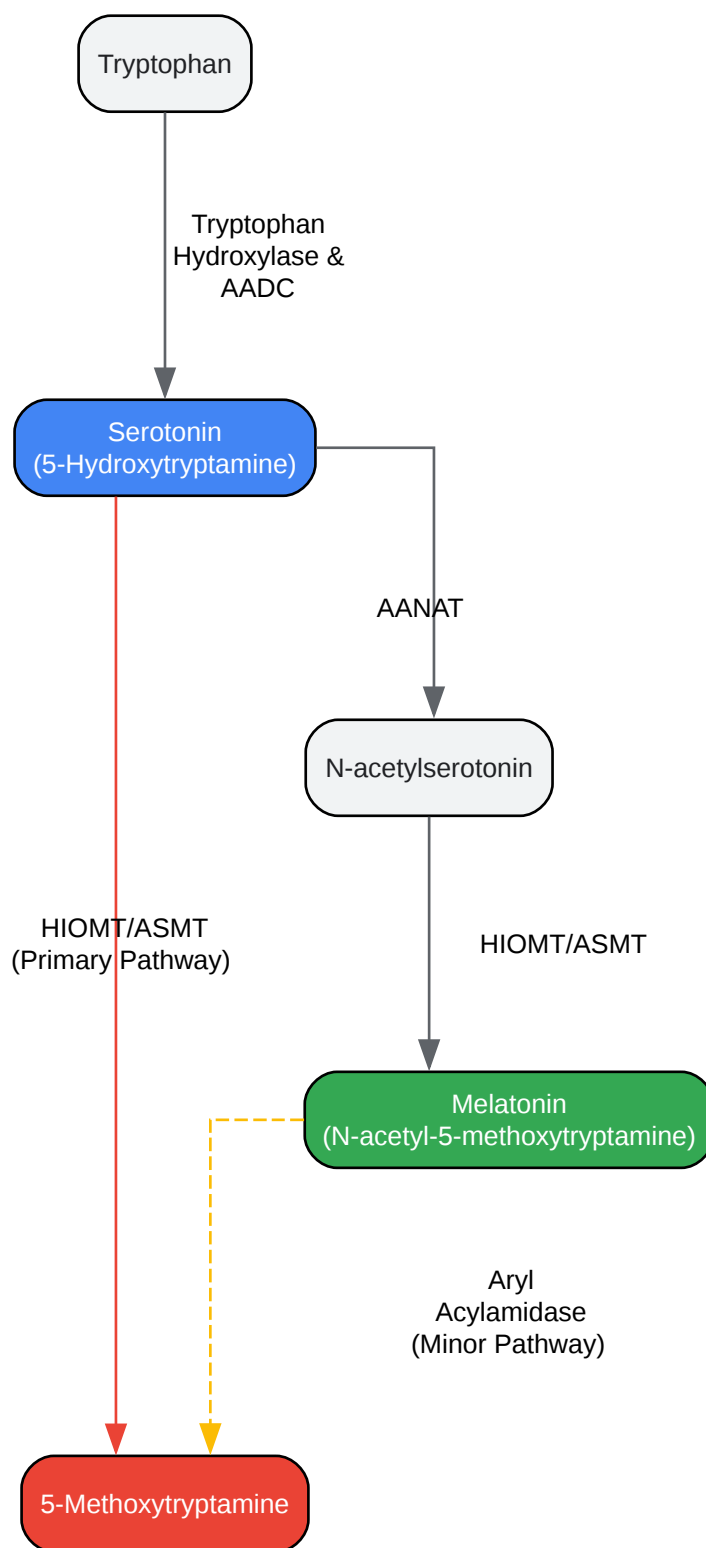 Tryptophan
Tryptophan
Hydroxylase &
AADC
Serotonin
(5-Hydroxytryptamine)
AANAT
N-acetylserotonin
HIOMT/ASMT
(Primary Pathway)
HIOMT/ASMT
Melatonin
(N-acetyl-5-methoxytryptamine)
Aryl
Acylamidase
(Minor Pathway)
5-Methoxytryptamine